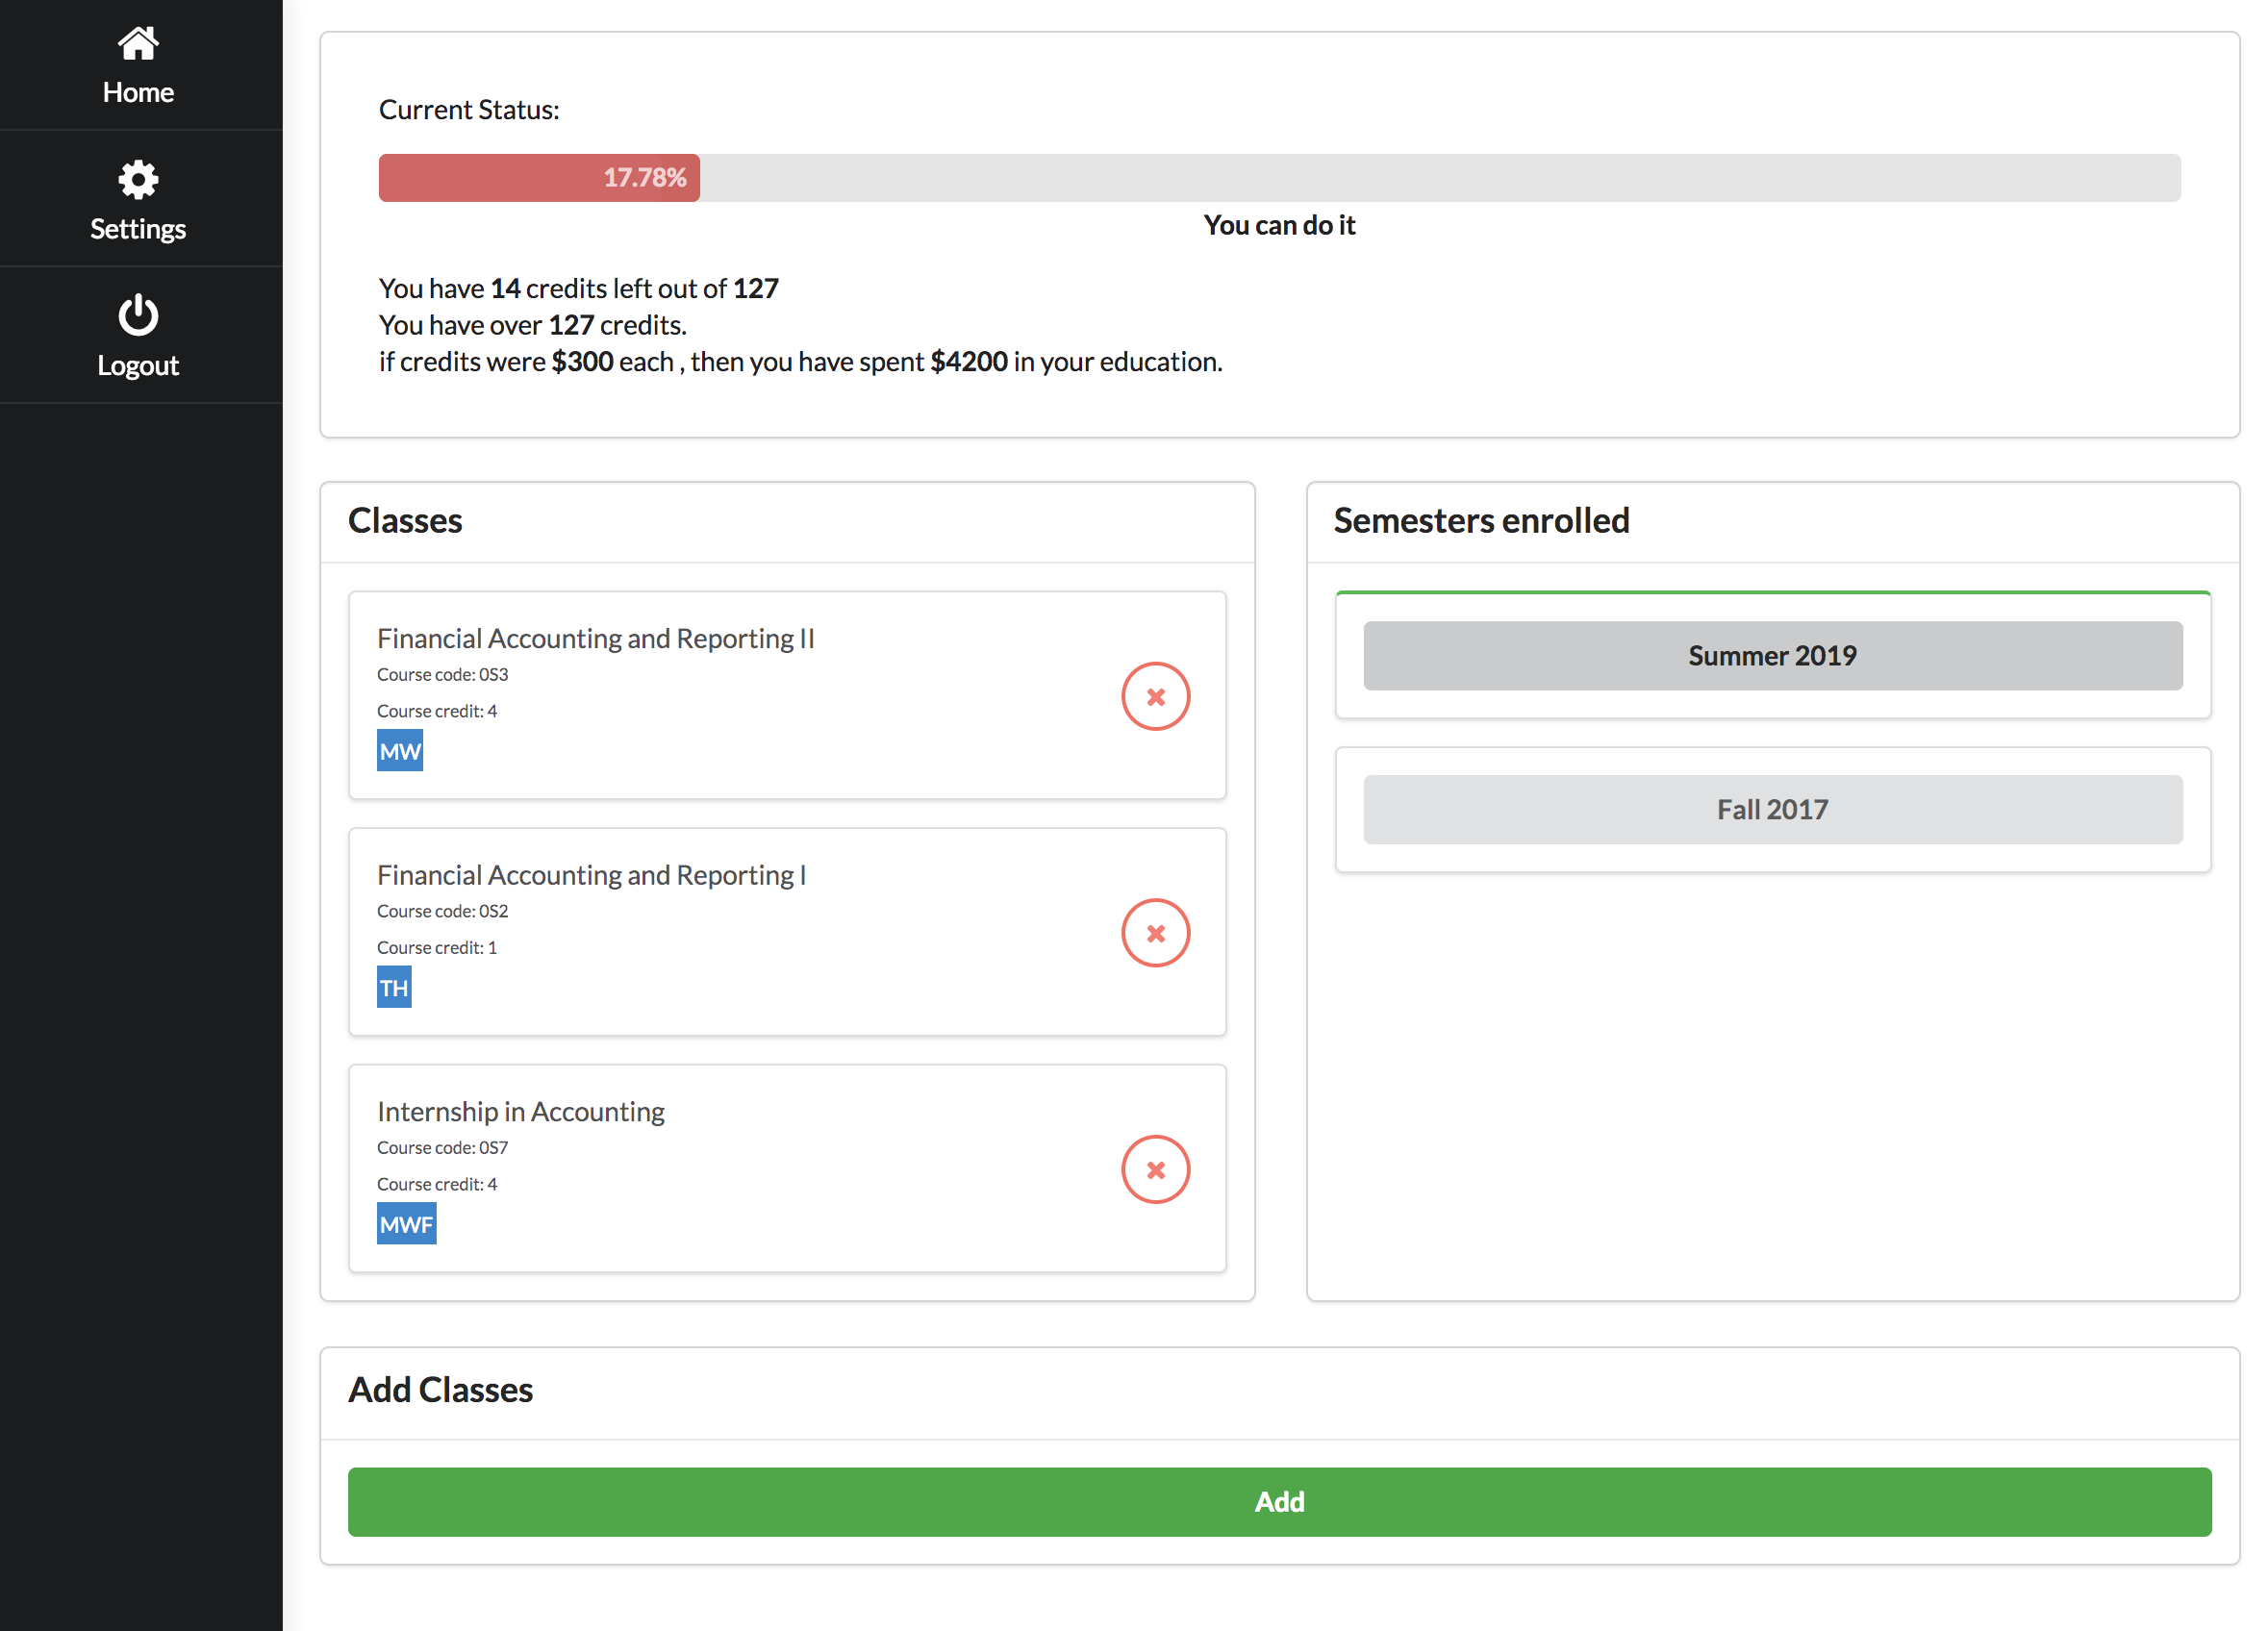 Home
Settings
Logout
Current Status:
17.78%
You can do it
You have 14 credits left out of 127
You have over 127 credits.
if credits were $300 each , then you have spent $4200 in your education.
Classes
Financial Accounting and Reporting II
Course code: 0S3
Course credit: 4
MW
Financial Accounting and Reporting I
Course code: 0S2
Course credit: 1
TH
Internship in Accounting
Course code: 0S7
Course credit: 4
MWF
Semesters enrolled
Summer 2019
Fall 2017
Add Classes
Add